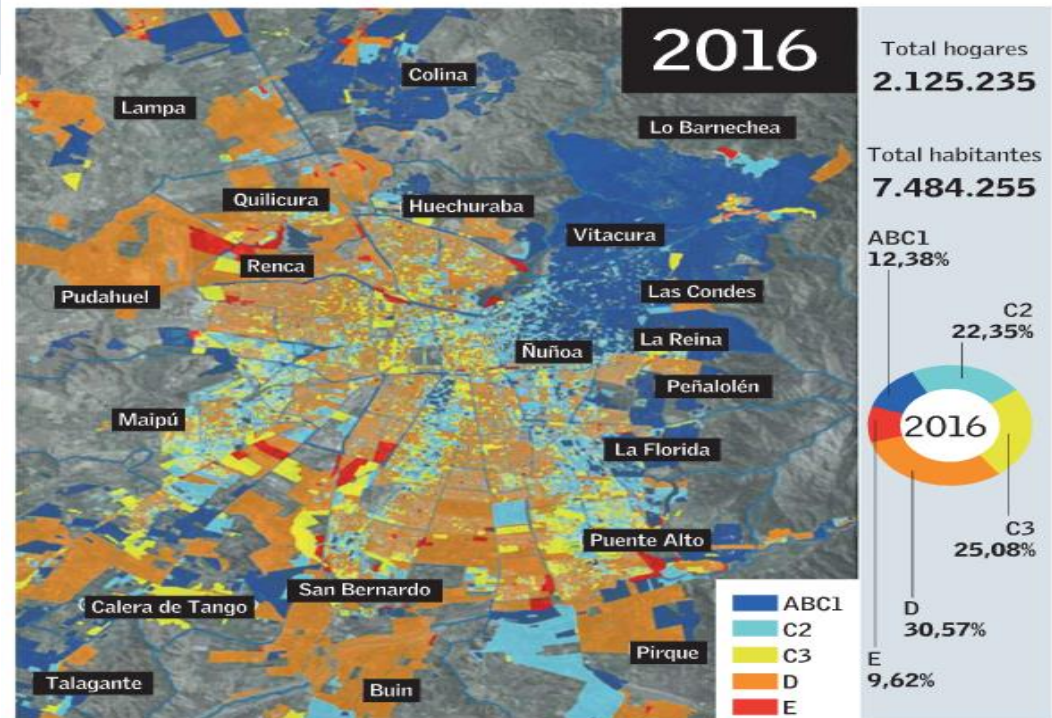 2016
Colina
Lampa
Lo Barnechea
Quilicura
Huechuraba
Vitacura
Renca
Pudahuel
Las Condes
La Reina
Ñuñoa
Peñalolén
Maipú
La Florida
Puente Alto
San Bernardo
Calera de Tango
Pirque
Talagante
Buin
ABC1
C2
C3
D
E
Total hogares
2.125.235
Total habitantes
7.484.255
ABC1
12,38%
C2
22,35%
2016
C3
25,08%
D
30,57%
E
9,62%